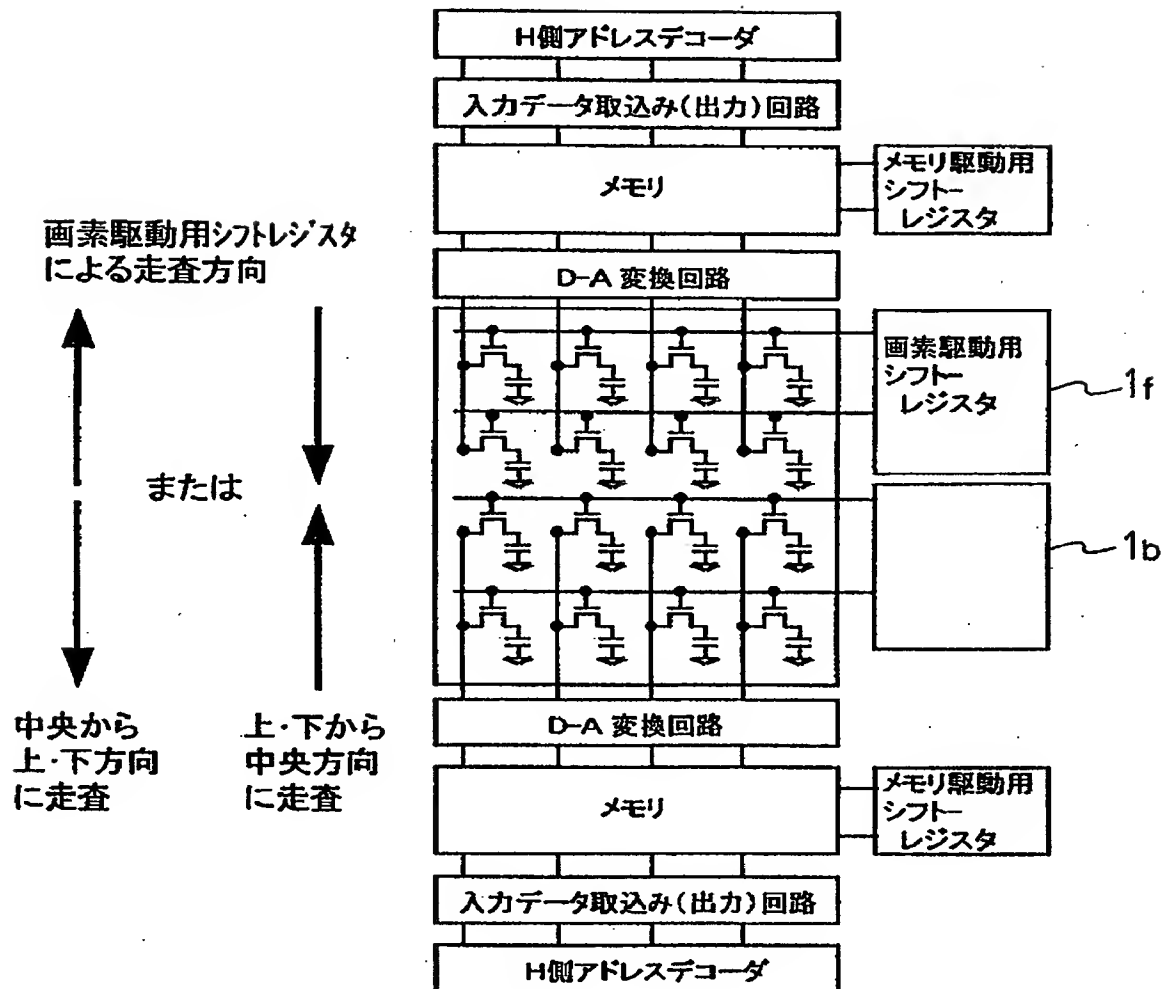 H側アドレスデコーダ
入力データ取込み(出力)回路
メモリ
メモリ駆動用
シフト―
レジスタ
画素駆動用シフトレジスタ
による走査方向
D-A 変換回路
画素駆動用
シフト―
レジスタ
1f
または
1b
中央から
上・下方向
に走査
上・下から
中央方向
に走査
D-A 変換回路
メモリ
メモリ駆動用
シフト―
レジスタ
入力データ取込み(出力)回路
H側アドレスデコーダ